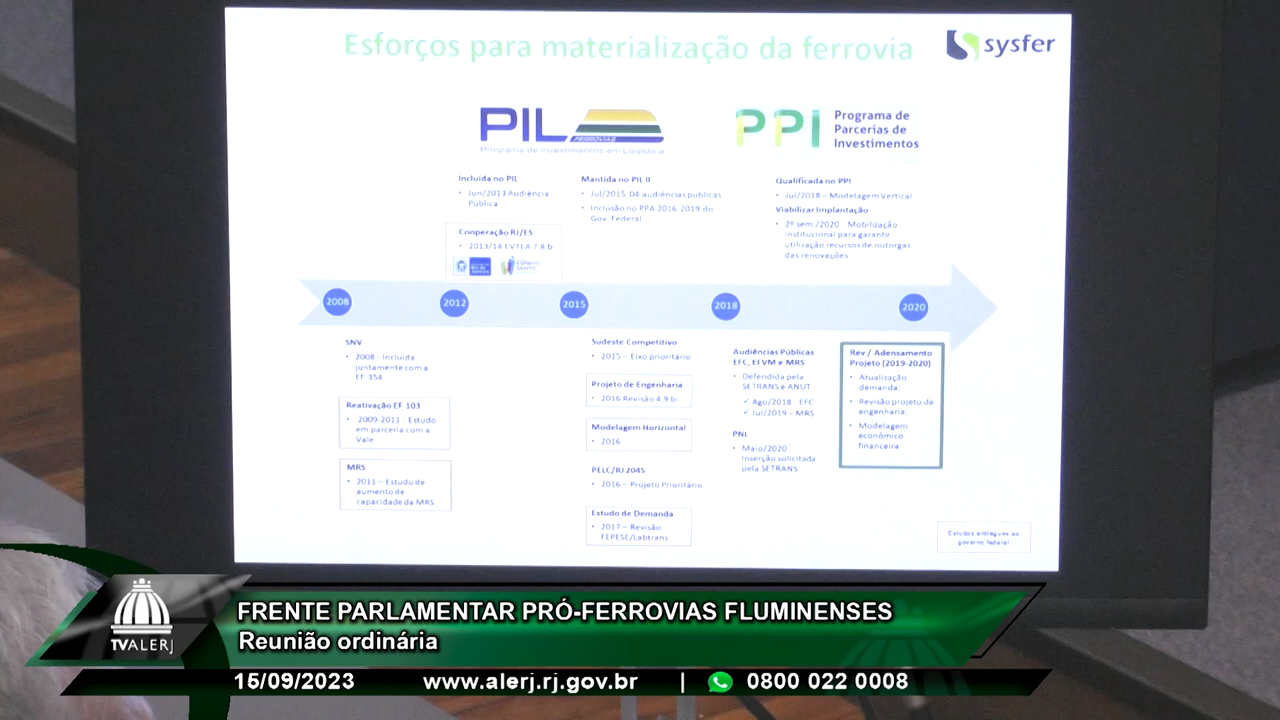 Esforços para materialização da ferrovia
sysfer
PIL
FERROVIAS
Programa de Investimentos em Logística
PPI
Programa de
Parcerias de
Investimentos
Incluída no PIL
• Jun/2013 Audiência
Pública
Cooperação RJ/ES
• 2013/14 EVTEA 7.8 bi
Mantida no PIL II
• Jul/2015 04 audiências públicas
• Inclusão no PPA 2016 2019 do
Gov. Federal
Qualificada no PPI
• Jul/2018 – Modelagem Vertical
Viabilizar Implantação
• 2º sem./2020 Mobilização
institucional para garantir
utilização recursos de outorgas
das renovações
2008
2012
2015
2018
2020
SNV
• 2008 - Incluída
juntamente com a
EF 354
Reativação EF 103
• 2009-2011 - Estudo
em parceria com a
Vale
MRS
• 2011 – Estudo de
aumento de
capacidade da MRS
Sudeste Competitivo
• 2015 – Eixo prioritário
Projeto de Engenharia
• 2016 Revisão 4.9 bi
Modelagem Horizontal
• 2016
PELC/RJ 2045
• 2016 – Projeto Prioritário
Estudo de Demanda
• 2017 – Revisão
FEPESE/Labtrans
Audiências Públicas
EFC, EFVM e MRS
• Defendida pela
SETRANS e ANUT
✓ Ago/2018 EFC
✓ Jul/2019 – MRS
PNL
• Maio/2020
Inserção solicitada
pela SETRANS
Rev / Adensamento
Projeto (2019-2020)
• Atualização
demanda;
• Revisão projeto de
engenharia;
• Modelagem
econômico
financeira
Estudos entregues ao
governo federal
TVALERJ
FRENTE PARLAMENTAR PRÓ-FERROVIAS FLUMINENSES
Reunião ordinária
15/09/2023 www.alerj.rj.gov.br | 0800 022 0008